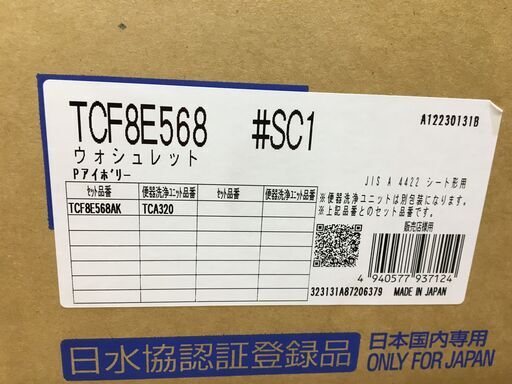 TCF8E568 #SC1
A12230131B
ウォシュレット
Pアイボリー
JIS A 4422 シート形用
セット品番 便器洗浄ユニット品番 セット品番 便器洗浄ユニット品番
TCF8E568AK TCA320
※便器洗浄ユニットは別包装になります。
※上記品番とのセット品番です。
販売店様用
4 940577 937124
323131A87206379 MADE IN JAPAN
日水協認証登録品
日本国内専用
ONLY FOR JAPAN